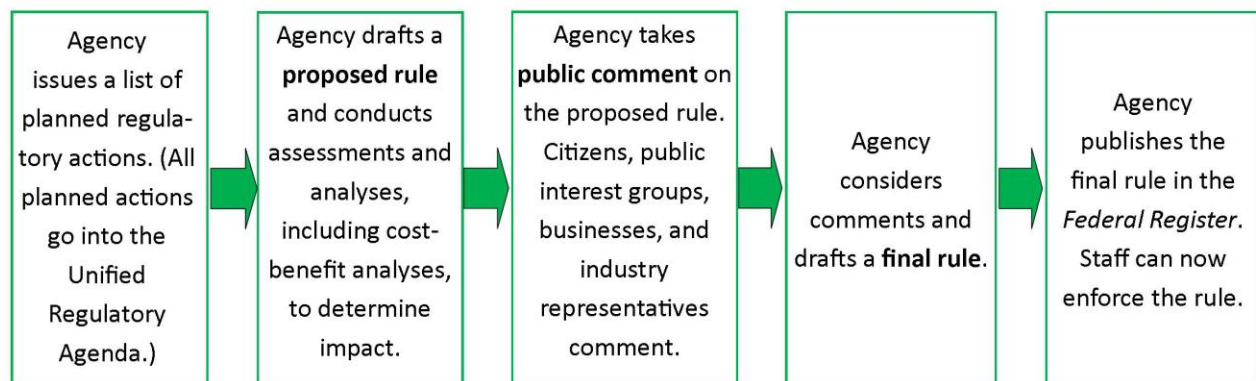 Agency
issues a list of
planned regula-
tory actions. (All
planned actions
go into the
Unified
Regulatory
Agenda.)
Agency drafts a
proposed rule
and conducts
assessments and
analyses,
including cost-
benefit analyses,
to determine
impact.
Agency takes
public comment on
the proposed rule.
Citizens, public
interest groups,
businesses, and
industry
representatives
comment.
Agency
considers
comments and
drafts a final rule.
Agency
publishes the
final rule in the
Federal Register.
Staff can now
enforce the rule.